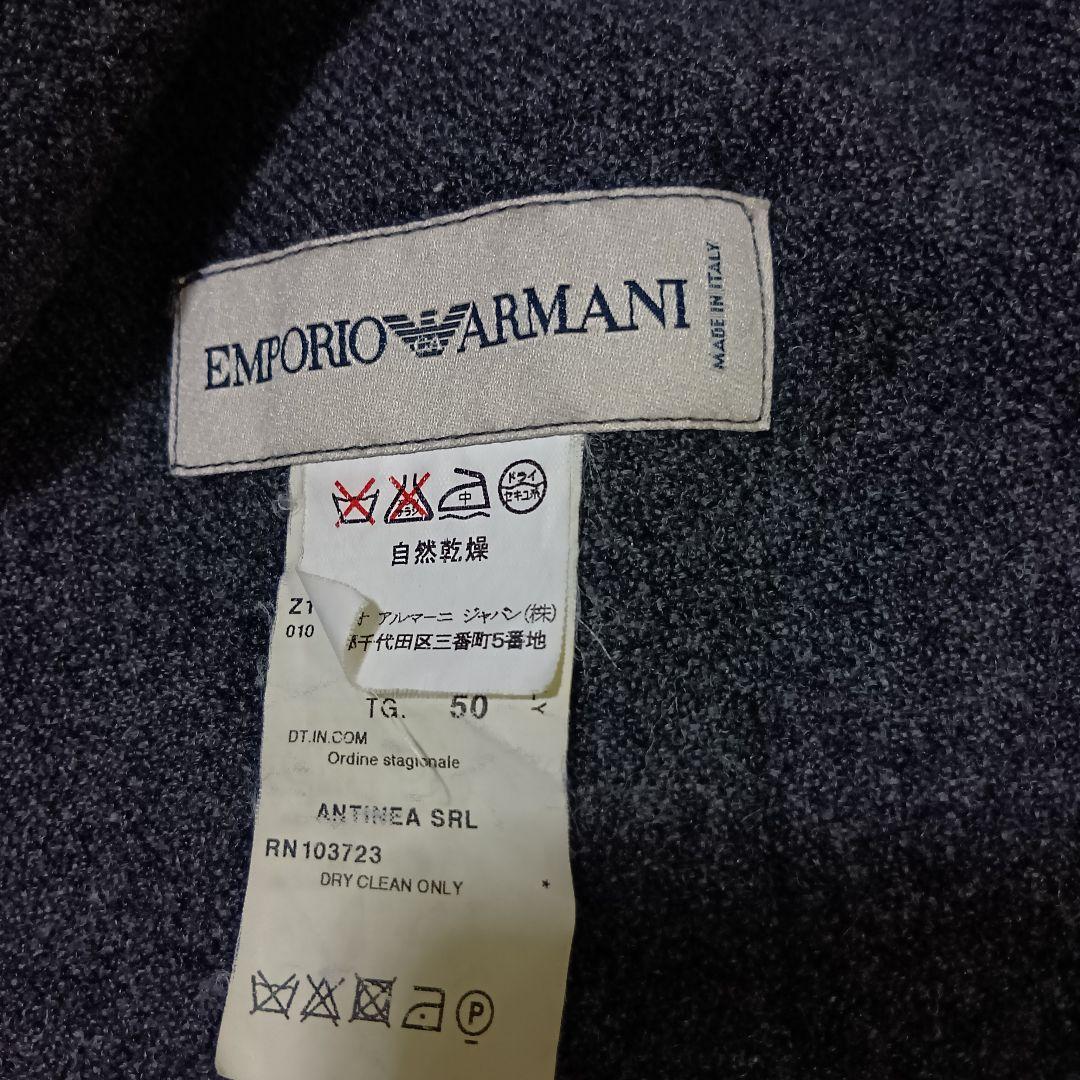 EMPORIO ARMANI
MADE IN ITALY
中
ドライ
セキユ系
自然乾燥
アルマーニ ジャパン(株)
千代田区三番町5番地
Z1
010
TG. 50
DT.IN.COM
Ordine stagionale
ANTINEA SRL
RN 103723
DRY CLEAN ONLY *
P